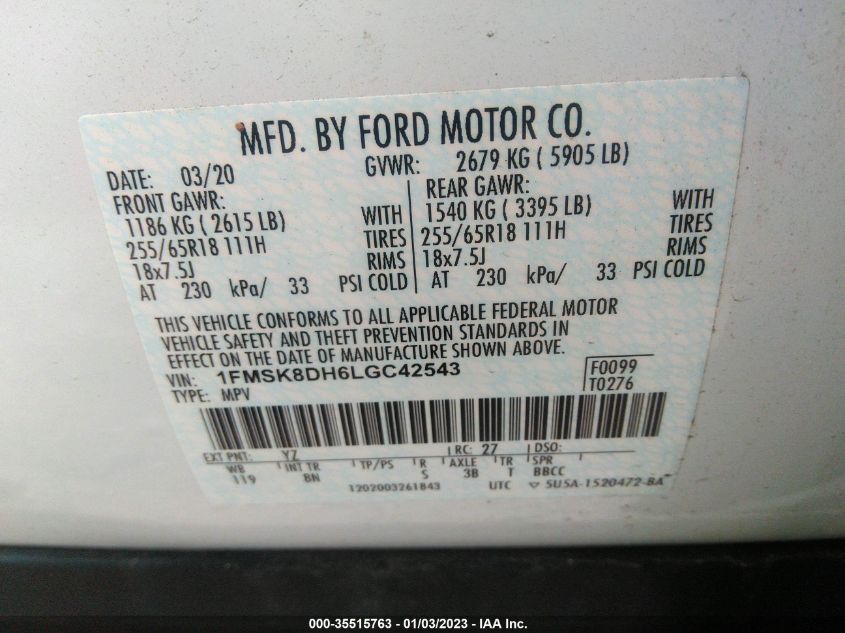 MFD. BY FORD MOTOR CO.
DATE: 03/20 GVWR: 2679 KG ( 5905 LB)
FRONT GAWR: REAR GAWR:
1186 KG ( 2615 LB) WITH 1540 KG ( 3395 LB) WITH
255/65R18 111H TIRES 255/65R18 111H TIRES
18x7.5J RIMS 18x7.5J RIMS
AT 230 kPa/ 33 PSI COLD AT 230 kPa/ 33 PSI COLD
THIS VEHICLE CONFORMS TO ALL APPLICABLE FEDERAL MOTOR
VEHICLE SAFETY AND THEFT PREVENTION STANDARDS IN
EFFECT ON THE DATE OF MANUFACTURE SHOWN ABOVE.
VIN: 1FMSK8DH6LGC42543 F0099
TYPE: MPV T0276
EXT PNT: YZ RC: 27 DSO:
WB INT TR TP/PS R AXLE TR SPR
119 BN S 3B T BBCC
1202003261843 UTC ▽ 5U5A-1520472-BA
000-35515763 — 01/03/2023 — IAA Inc.